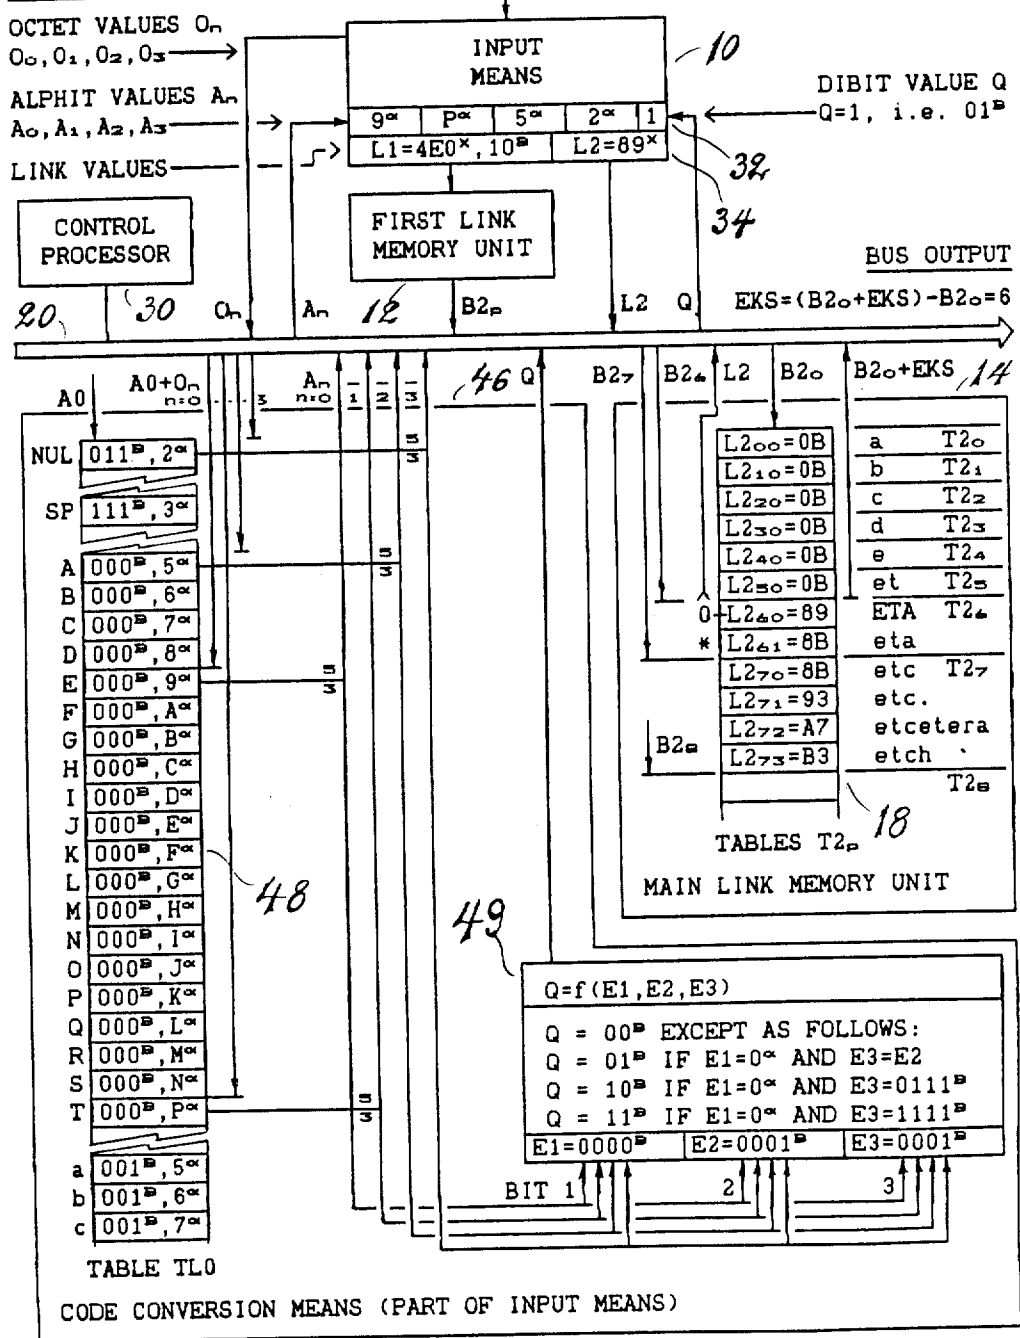 OCTET VALUES Oₙ
O₀,O₁,O₂,O₃
ALPHIT VALUES Aₙ
A₀,A₁,A₂,A₃
LINK VALUES
INPUT
MEANS
10
DIBIT VALUE Q
Q=1, i.e. 01ᴮ
9ᵅ P​ᵅ 5ᵅ 2ᵅ 1
L1=4E0ˣ,10ᴮ L2=89ˣ
32
34
CONTROL
PROCESSOR
FIRST LINK
MEMORY UNIT
BUS OUTPUT
20 30 Oₙ Aₙ 12 B2ₚ L2 Q EKS=(B2₀+EKS)-B2₀=6
A0 A0+Oₙ
n=0 3
Aₙ
n=0 1 2 3
46 Q B2₇ B2₆ L2 B2₀ B2₀+EKS 14
NUL 011ᴮ,2ᵅ
SP 111ᴮ,3ᵅ
A 000ᴮ,5ᵅ
B 000ᴮ,6ᵅ
C 000ᴮ,7ᵅ
D 000ᴮ,8ᵅ
E 000ᴮ,9ᵅ
F 000ᴮ,Aᵅ
G 000ᴮ,Bᵅ
H 000ᴮ,Cᵅ
I 000ᴮ,Dᵅ
J 000ᴮ,Eᵅ
K 000ᴮ,Fᵅ
L 000ᴮ,Gᵅ
M 000ᴮ,Hᵅ
N 000ᴮ,Iᵅ
O 000ᴮ,Jᵅ
P 000ᴮ,Kᵅ
Q 000ᴮ,Lᵅ
R 000ᴮ,Mᵅ
S 000ᴮ,Nᵅ
T 000ᴮ,Pᵅ
a 001ᴮ,5ᵅ
b 001ᴮ,6ᵅ
c 001ᴮ,7ᵅ
TABLE TL0
48
L2₀₀=0B a T2₀
L2₁₀=0B b T2₁
L2₂₀=0B c T2₂
L2₃₀=0B d T2₃
L2₄₀=0B e T2₄
L2₅₀=0B et T2₅
0 L2₆₀=89 ETA T2₆
* L2₆₁=8B eta
L2₇₀=8B etc T2₇
L2₇₁=93 etc.
L2₇₂=A7 etcetera
B2₈ L2₇₃=B3 etch
T2₈
18
TABLES T2ₚ
MAIN LINK MEMORY UNIT
49
Q=f(E1,E2,E3)
Q = 00ᴮ EXCEPT AS FOLLOWS:
Q = 01ᴮ IF E1=0ᵅ AND E3=E2
Q = 10ᴮ IF E1=0ᵅ AND E3=0111ᴮ
Q = 11ᴮ IF E1=0ᵅ AND E3=1111ᴮ
E1=0000ᴮ E2=0001ᴮ E3=0001ᴮ
BIT 1 2 3
CODE CONVERSION MEANS (PART OF INPUT MEANS)